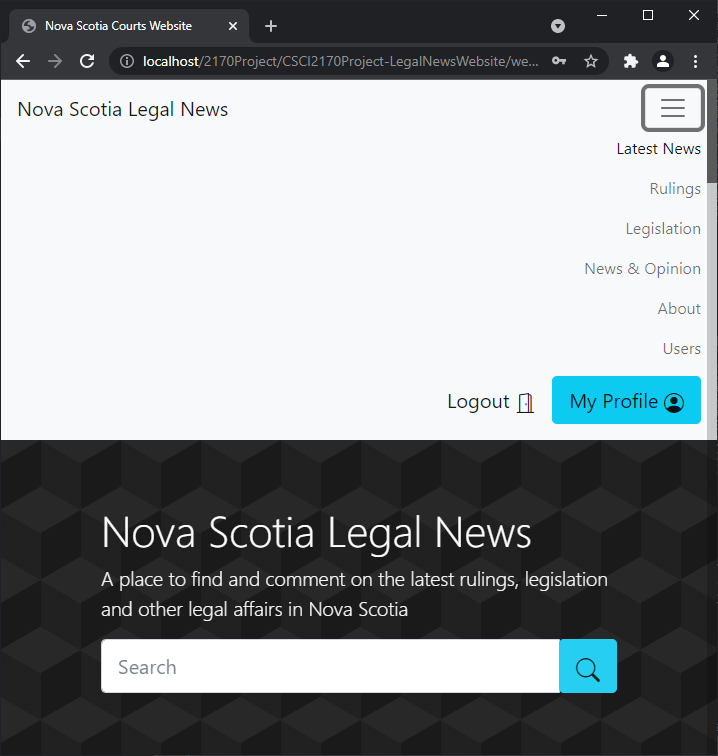 Nova Scotia Courts Website
localhost/2170Project/CSCI2170Project-LegalNewsWebsite/we...
Nova Scotia Legal News
Latest News
Rulings
Legislation
News & Opinion
About
Users
Logout
My Profile
Nova Scotia Legal News
A place to find and comment on the latest rulings, legislation
and other legal affairs in Nova Scotia
Search